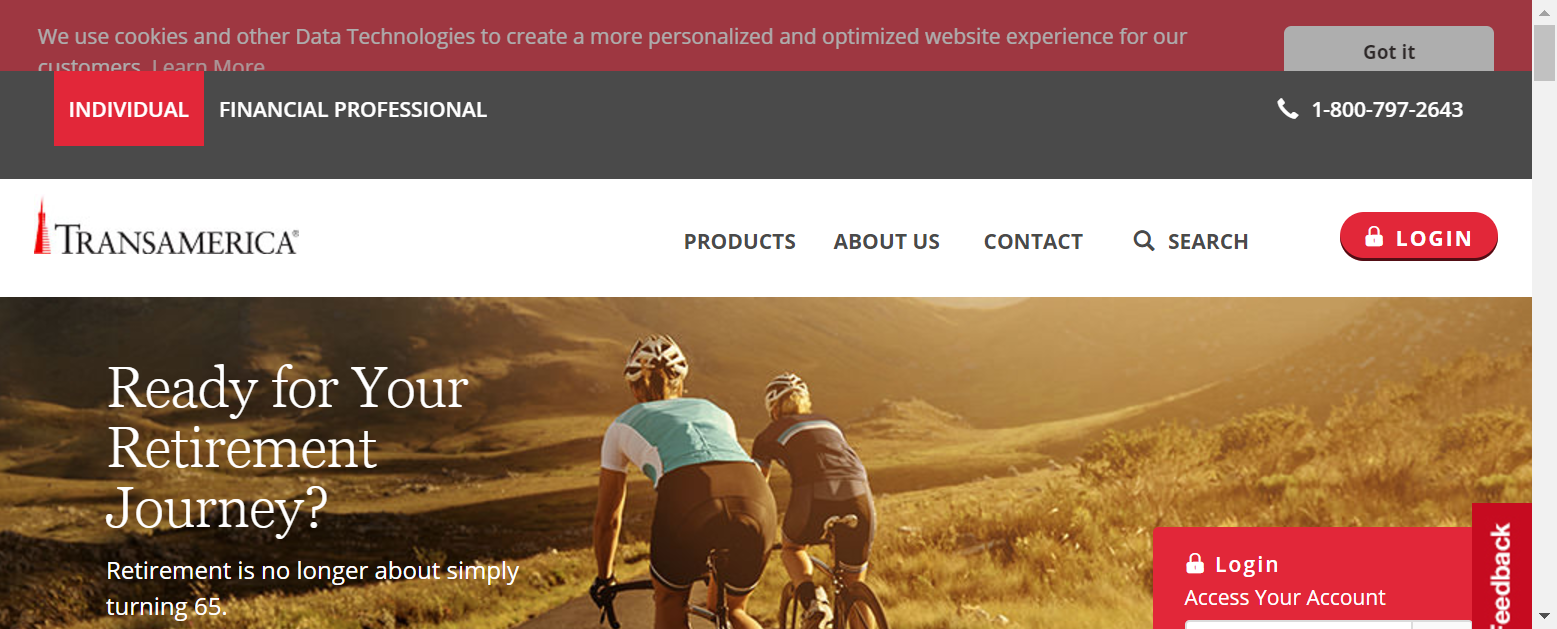 We use cookies and other Data Technologies to create a more personalized and optimized website experience for our
customers. Learn More
Got it
INDIVIDUAL
FINANCIAL PROFESSIONAL
1-800-797-2643
TRANSAMERICA®
PRODUCTS
ABOUT US
CONTACT
SEARCH
LOGIN
Ready for Your
Retirement
Journey?
Retirement is no longer about simply
turning 65.
Login
Access Your Account
Feedback